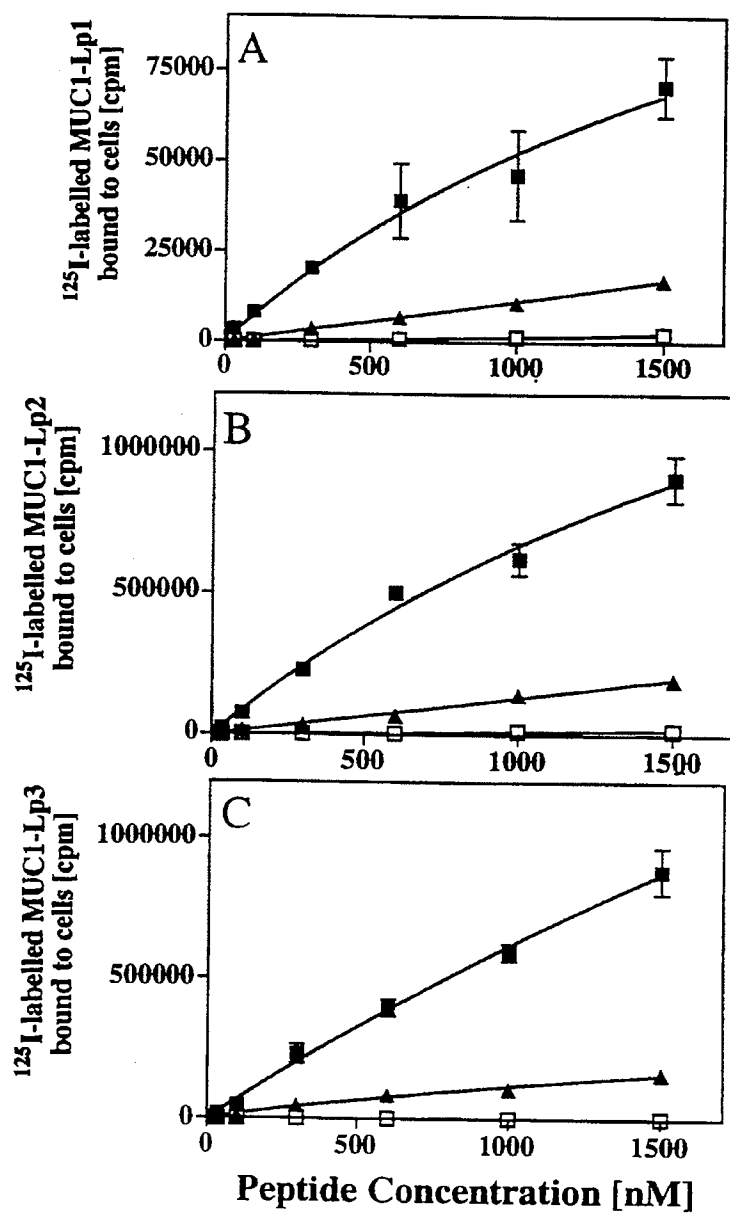 A
125I-labelled MUC1-Lp1
bound to cells [cpm]
75000
50000
25000
0
0
500
1000
1500
B
125I-labelled MUC1-Lp2
bound to cells [cpm]
1000000
500000
0
0
500
1000
1500
C
125I-labelled MUC1-Lp3
bound to cells [cpm]
1000000
500000
0
0
500
1000
1500
Peptide Concentration [nM]